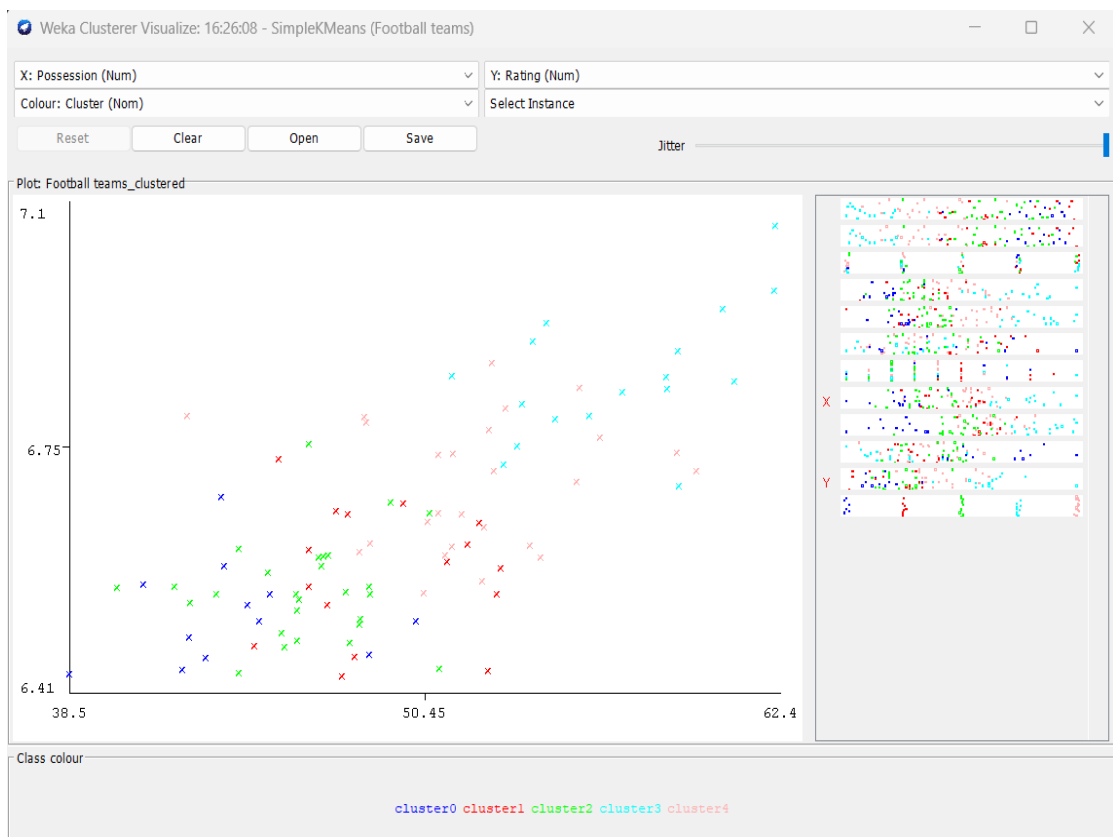 Weka Clusterer Visualize: 16:26:08 - SimpleKMeans (Football teams)
X: Possession (Num) Y: Rating (Num)
Colour: Cluster (Nom) Select Instance
Reset Clear Open Save Jitter
Plot: Football teams_clustered
7.1
X
6.75
Y
6.41
38.5 50.45 62.4
Class colour
cluster0 cluster1 cluster2 cluster3 cluster4